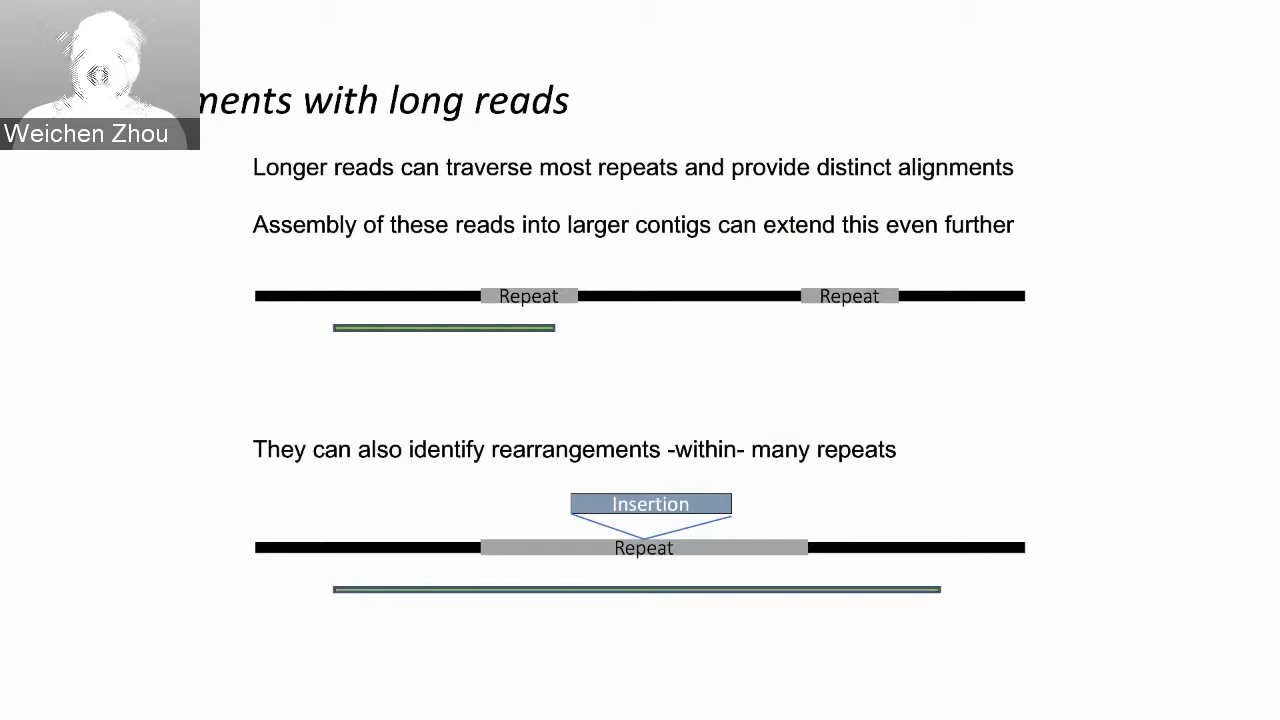 ments with long reads
Weichen Zhou
Longer reads can traverse most repeats and provide distinct alignments
Assembly of these reads into larger contigs can extend this even further
Repeat Repeat
They can also identify rearrangements -within- many repeats
Insertion
Repeat